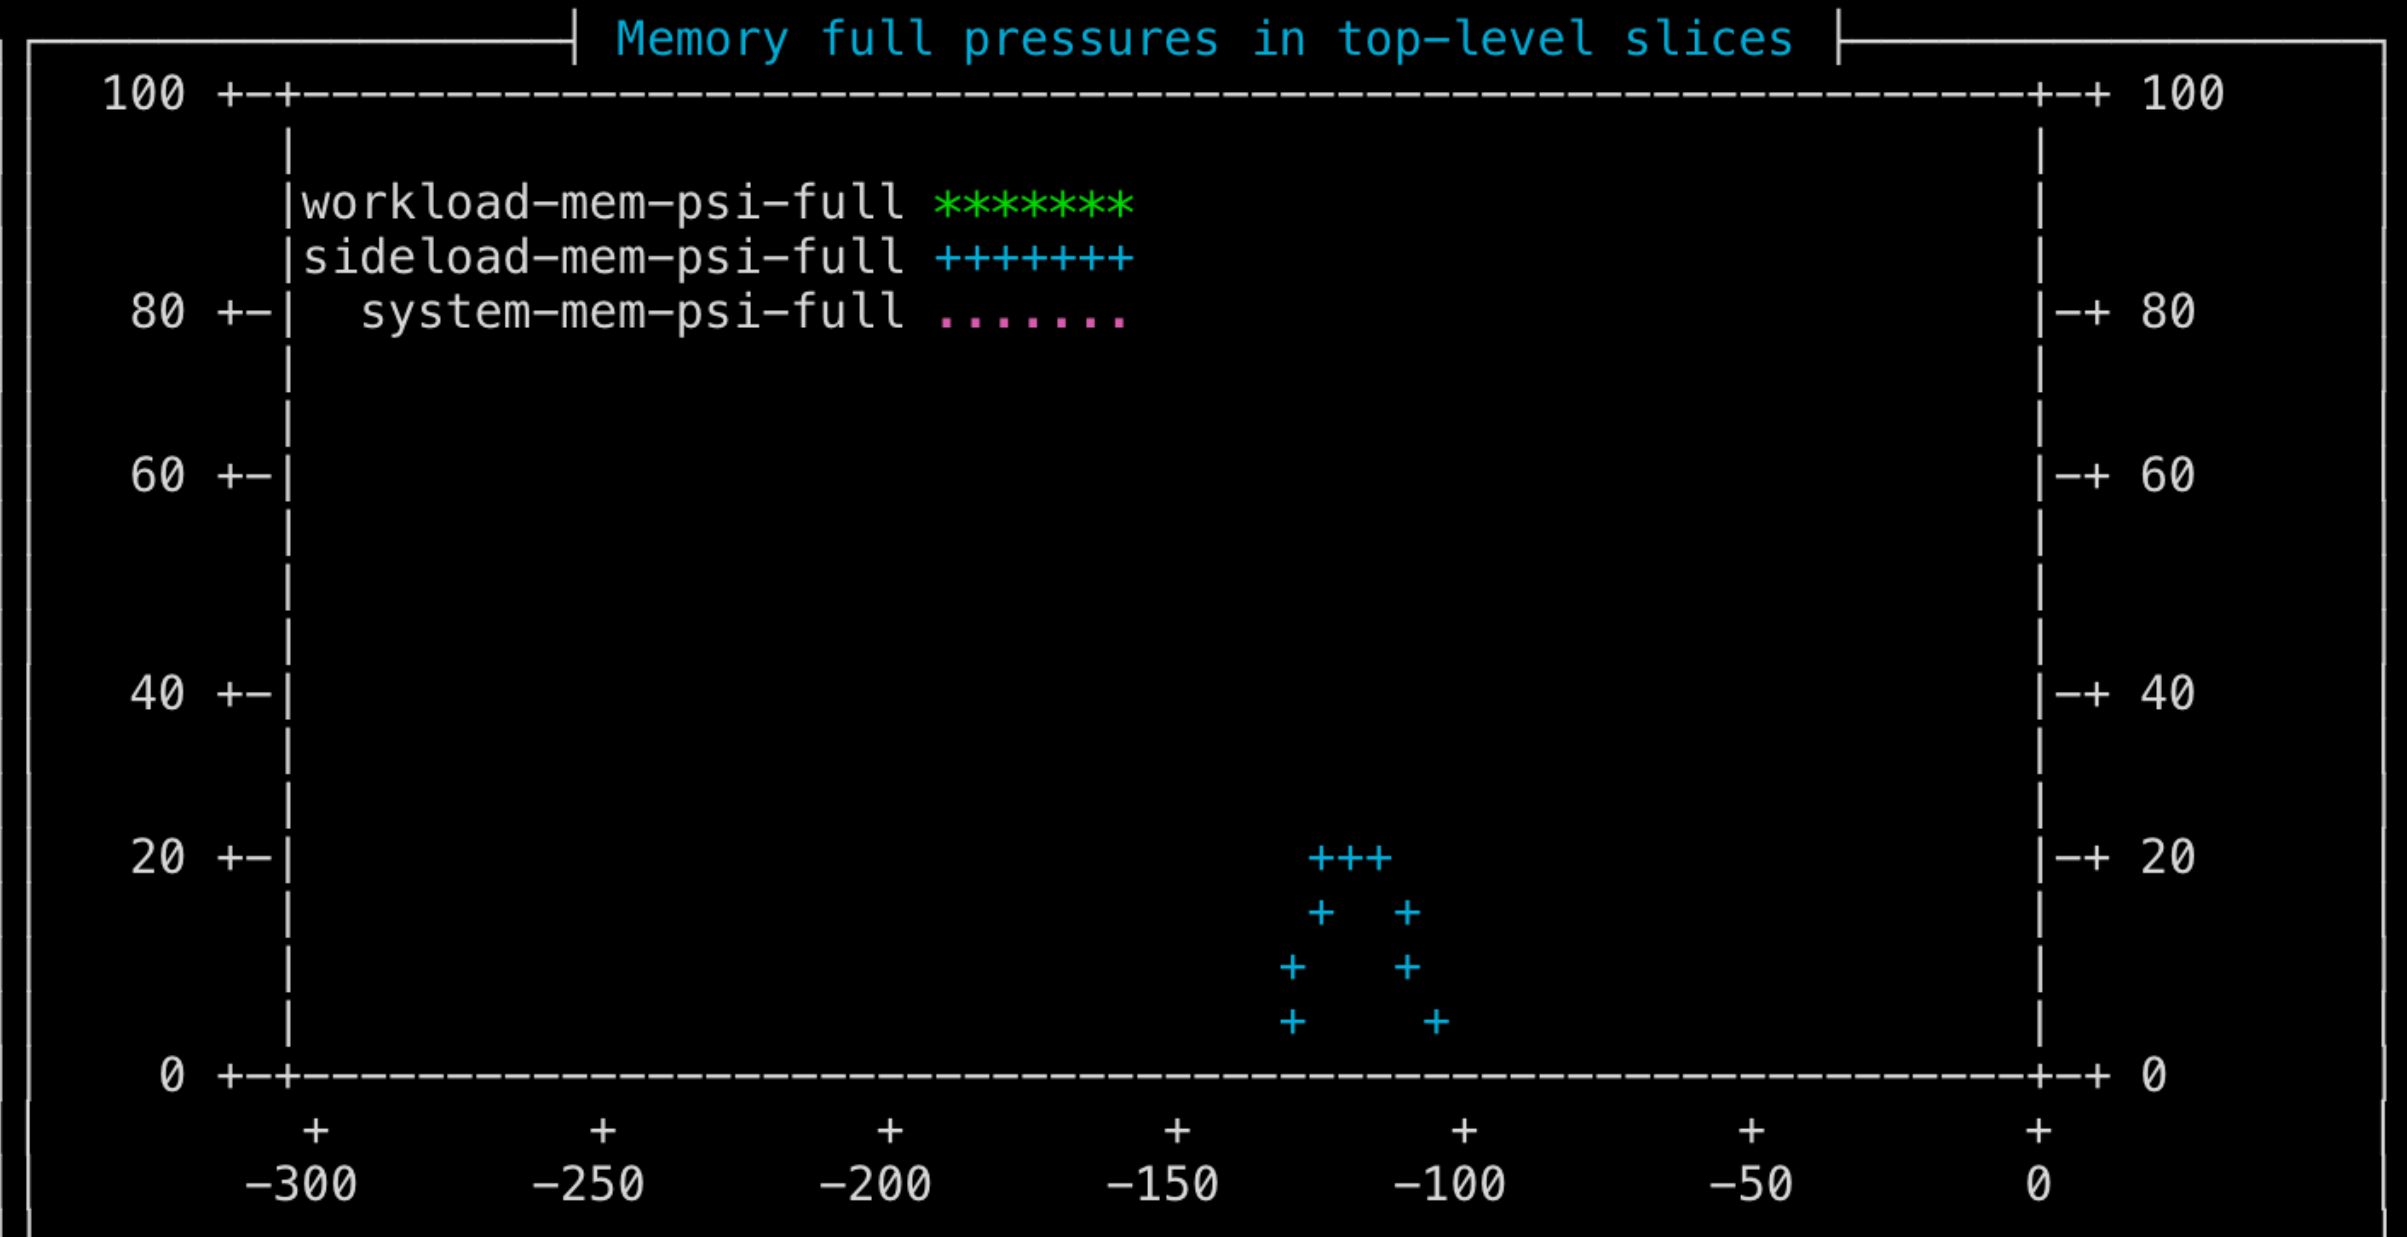 Memory full pressures in top-level slices
100 100
workload-mem-psi-full *******
sideload-mem-psi-full +++++++
80 system-mem-psi-full ....... 80
60 60
40 40
20 20
0 0
-300 -250 -200 -150 -100 -50 0